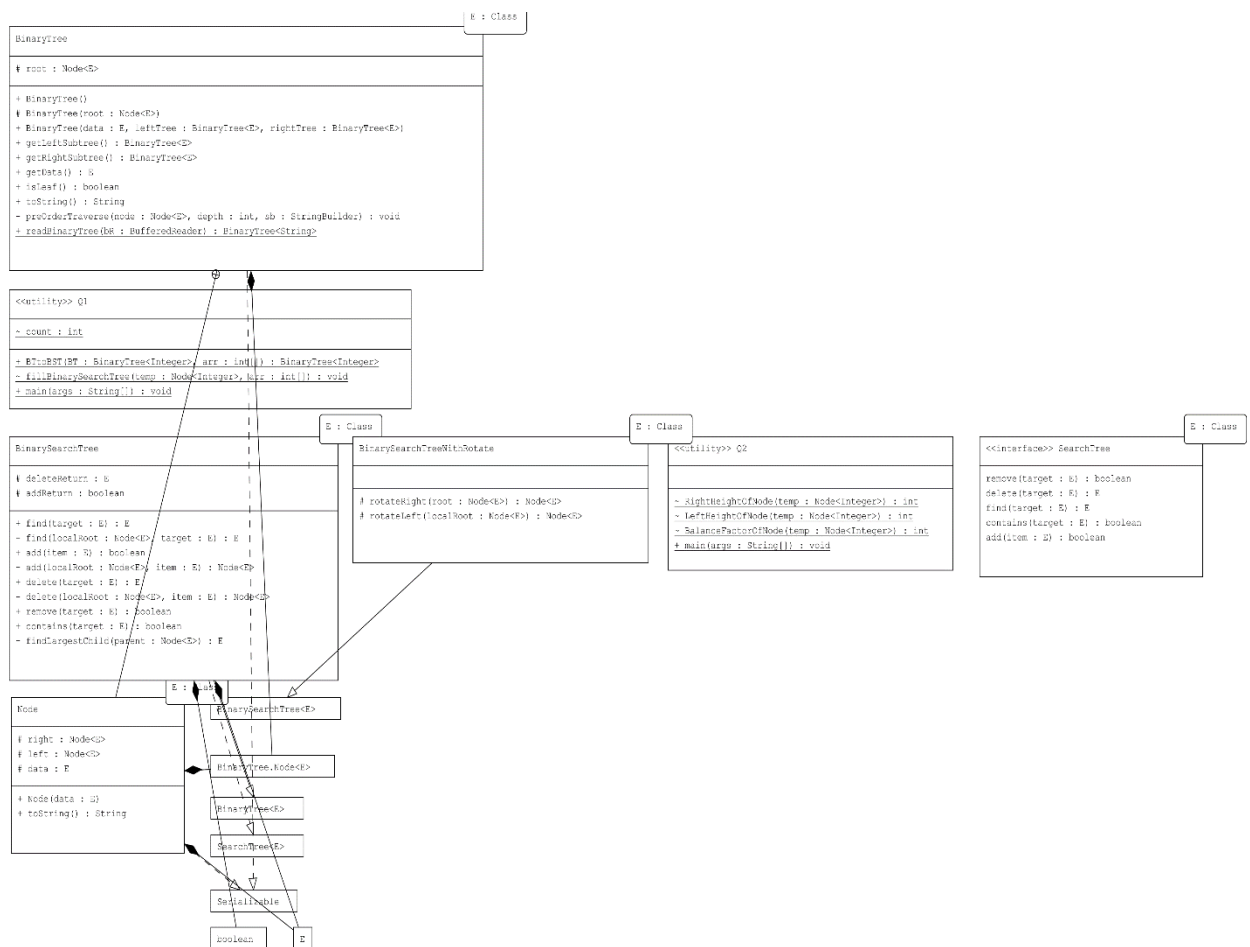 E : Class
BinaryTree
# root : Node<E>
+ BinaryTree()
# BinaryTree(root : Node<E>)
+ BinaryTree(data : E, leftTree : BinaryTree<E>, rightTree : BinaryTree<E>)
+ getLeftSubtree() : BinaryTree<E>
+ getRightSubtree() : BinaryTree<E>
+ getData() : E
+ isLeaf() : boolean
+ toString() : String
- preOrderTraverse(node : Node<E>, depth : int, sb : StringBuilder) : void
+ readBinaryTree(bR : BufferedReader) : BinaryTree<String>
<<utility>> Q1
~ count : int
+ BTtoBST(BT : BinaryTree<Integer>, arr : int[]) : BinaryTree<Integer>
~ fillBinarySearchTree(temp : Node<Integer>, arr : int[]) : void
+ main(args : String[]) : void
E : Class
BinarySearchTree
# deleteReturn : E
# addReturn : boolean
+ find(target : E) : E
- find(localRoot : Node<E>, target : E) : E
+ add(item : E) : boolean
- add(localRoot : Node<E>, item : E) : Node<E>
+ delete(target : E) : E
- delete(localRoot : Node<E>, item : E) : Node<E>
+ remove(target : E) : boolean
+ contains(target : E) : boolean
- findLargestChild(parent : Node<E>) : E
E : Class
BinarySearchTreeWithRotate
# rotateRight(root : Node<E>) : Node<E>
# rotateLeft(localRoot : Node<E>) : Node<E>
<<utility>> Q2
~ RightHeightOfNode(temp : Node<Integer>) : int
~ LeftHeightOfNode(temp : Node<Integer>) : int
~ BalanceFactorOfNode(temp : Node<Integer>) : int
+ main(args : String[]) : void
E : Class
<<interface>> SearchTree
remove(target : E) : boolean
delete(target : E) : E
find(target : E) : E
contains(target : E) : boolean
add(item : E) : boolean
E : Class
Node
# right : Node<E>
# left : Node<E>
# data : E
+ Node(data : E)
+ toString() : String
BinarySearchTree<E>
BinaryTree.Node<E>
BinaryTree<E>
SearchTree<E>
Serializable
boolean
E